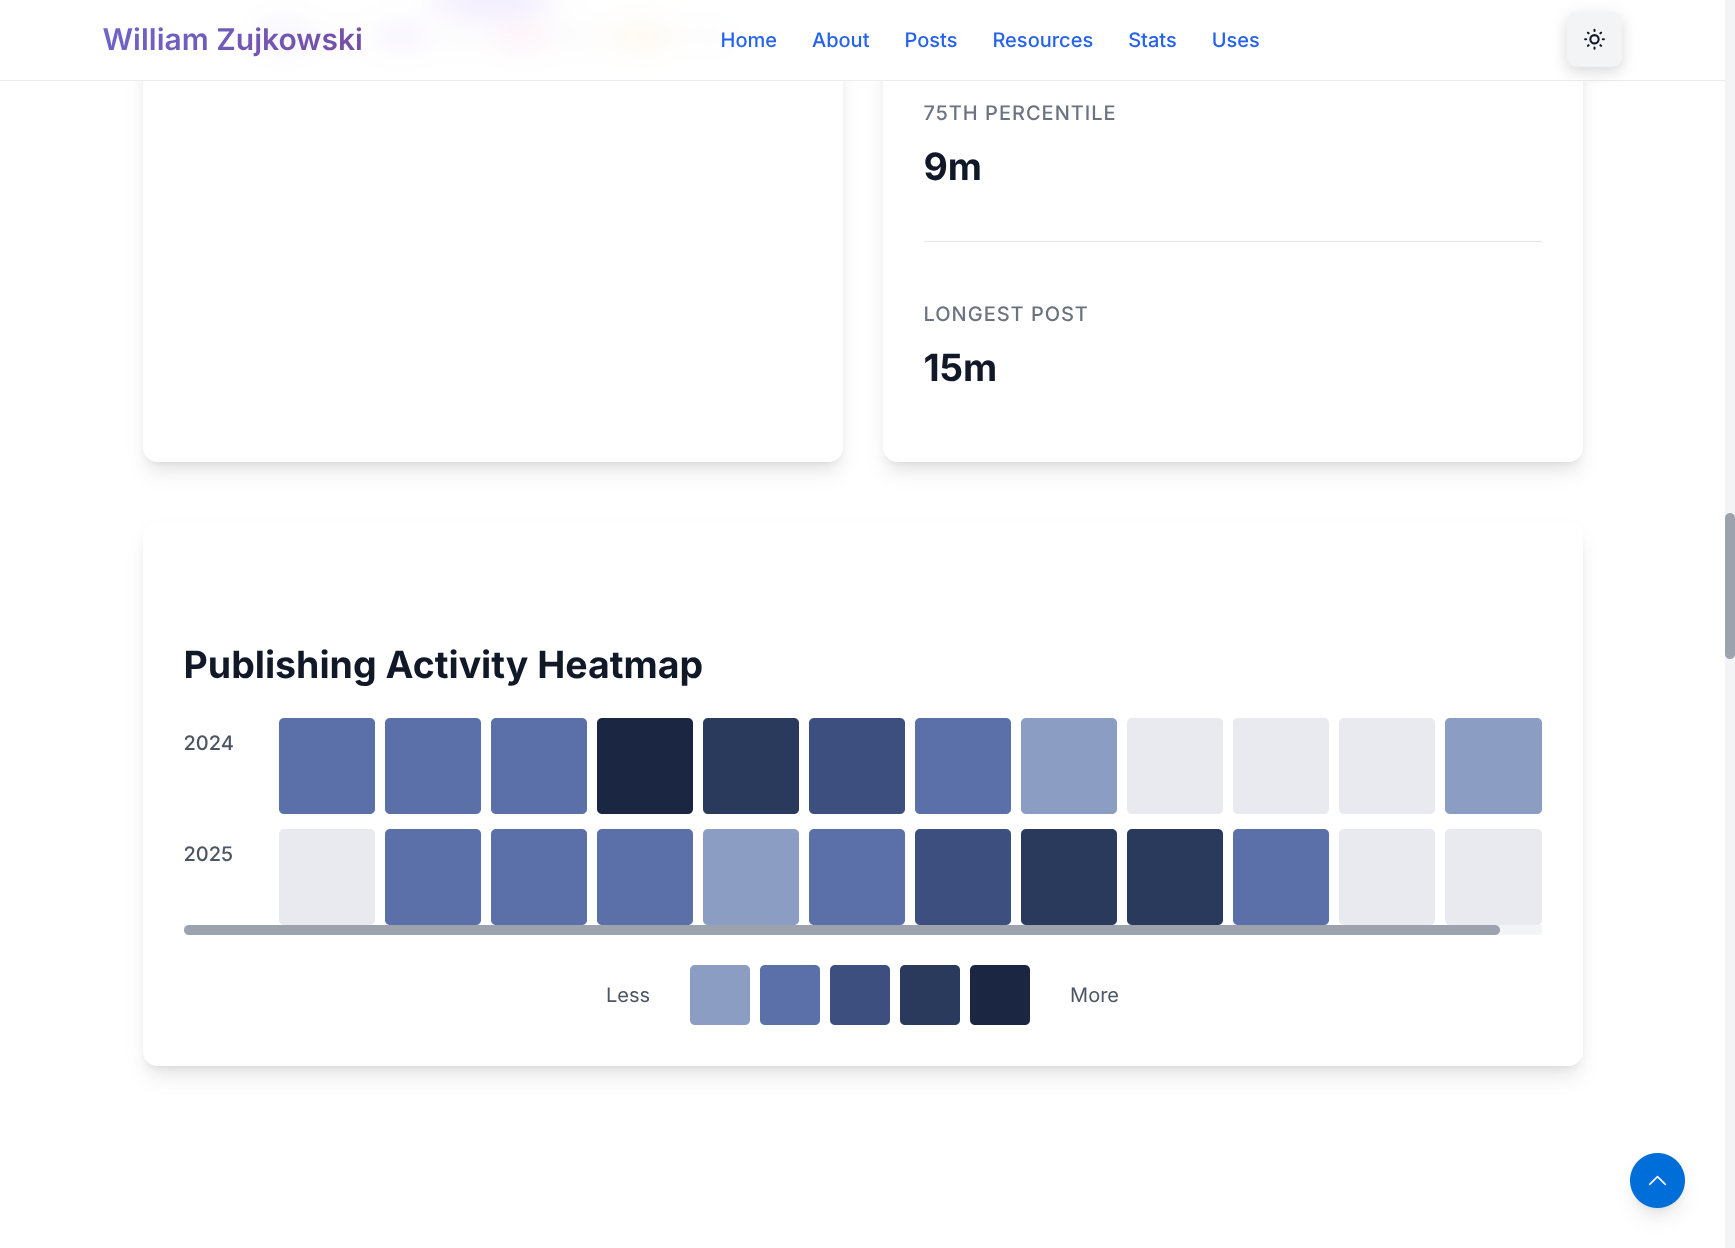 William Zujkowski
Home About Posts Resources Stats Uses
75TH PERCENTILE
9m
LONGEST POST
15m
Publishing Activity Heatmap
2024
2025
Less More